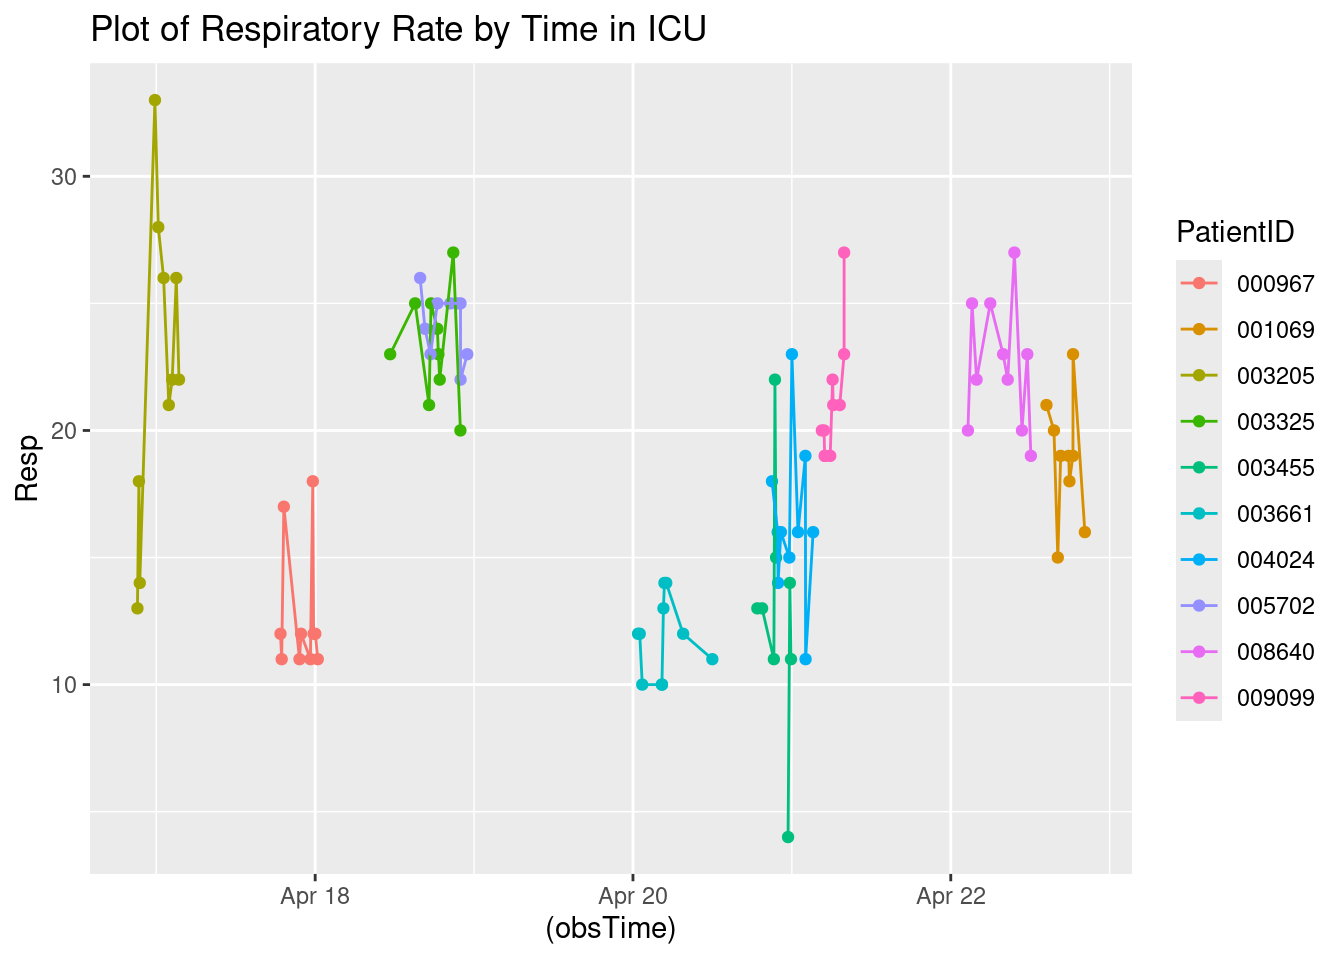 Plot of Respiratory Rate by Time in ICU
30
20
10
Resp
Apr 18
Apr 20
Apr 22
(obsTime)
PatientID
000967
001069
003205
003325
003455
003661
004024
005702
008640
009099